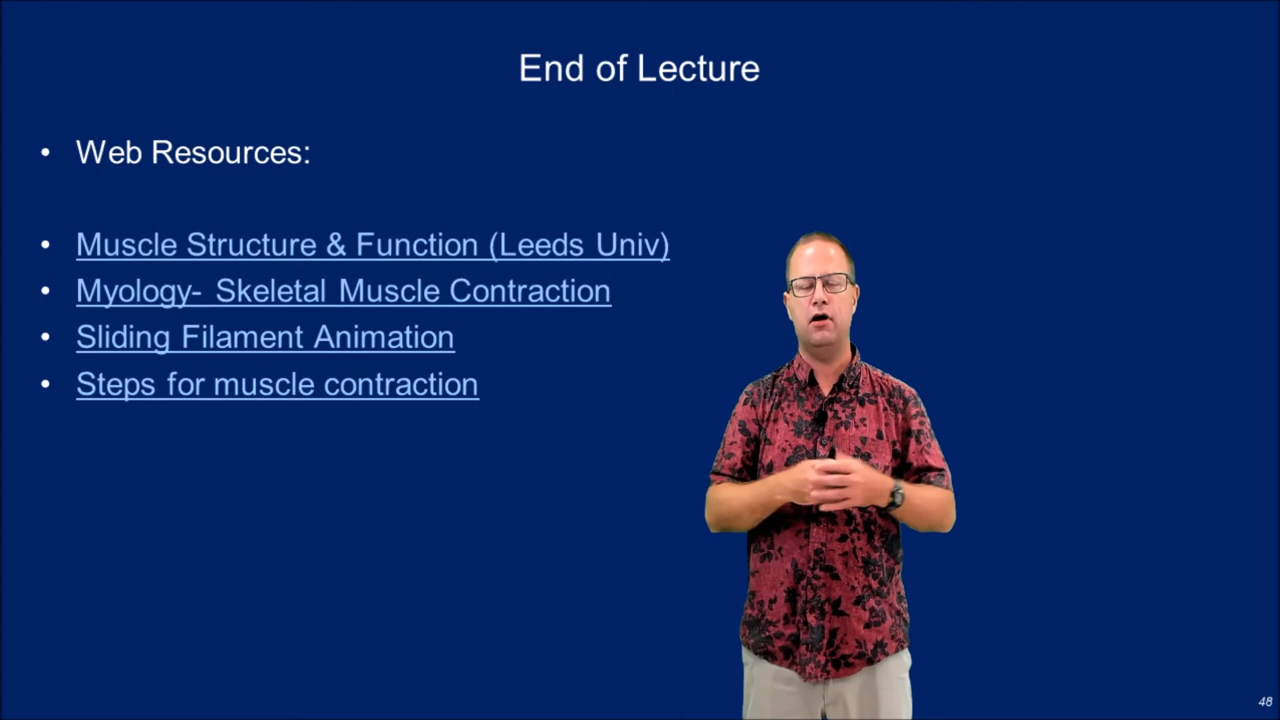 End of Lecture
• Web Resources:
• Muscle Structure & Function (Leeds Univ)
• Myology- Skeletal Muscle Contraction
• Sliding Filament Animation
• Steps for muscle contraction
48